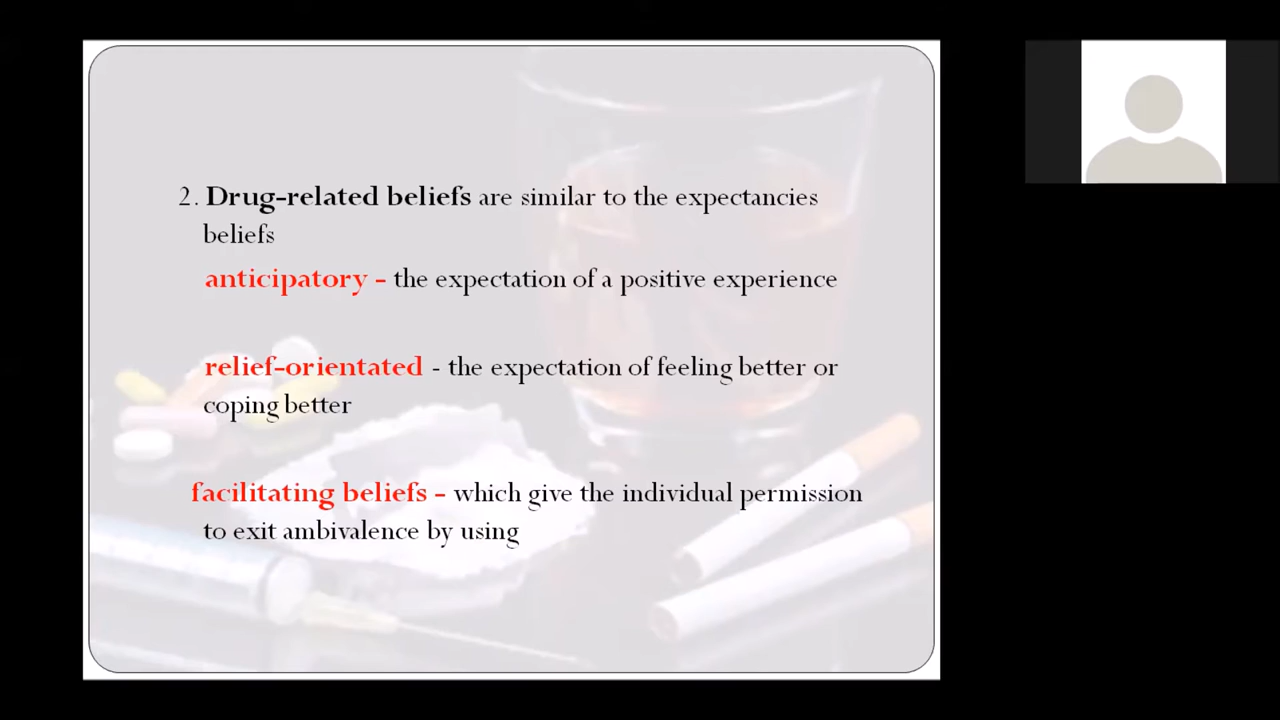 2. Drug-related beliefs are similar to the expectancies
beliefs
anticipatory - the expectation of a positive experience
relief-orientated - the expectation of feeling better or
coping better
facilitating beliefs - which give the individual permission
to exit ambivalence by using